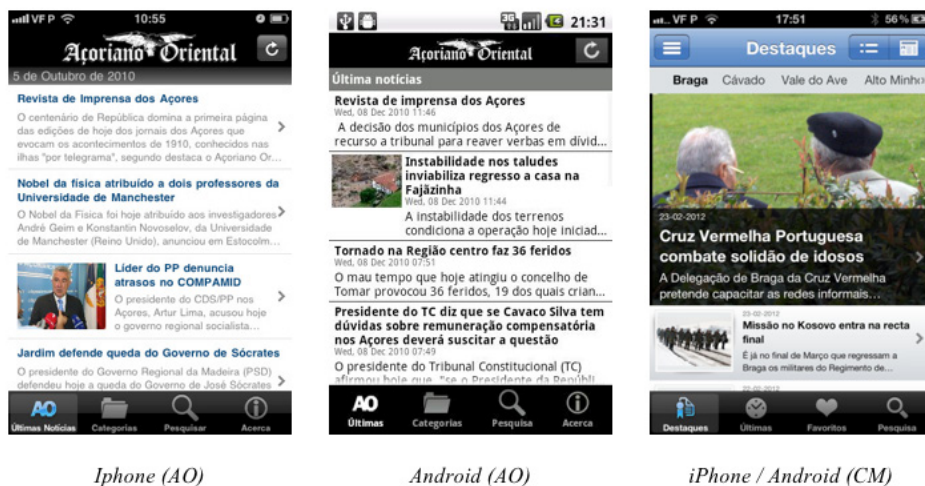 VF P 10:55
Açoriano Oriental
5 de Outubro de 2010
Revista de Imprensa dos Açores
O centenário de República domina a primeira página
das edições de hoje dos jornais dos Açores que
evocam os acontecimentos de 1910, conhecidos nas
ilhas "por telegrama", segundo destaca o Açoriano Or...
Nobel da física atribuído a dois professores da
Universidade de Manchester
O Nobel da Física foi hoje atribuído aos investigadores
André Geim e Konstantin Novoselov, da Universidade
de Manchester (Reino Unido), anunciou em Estocolm...
Líder do PP denuncia
atrasos no COMPAMID
O presidente do CDS/PP nos
Açores, Artur Lima, acusou hoje
o governo regional socialista...
Jardim defende queda do Governo de Sócrates
O presidente do Governo Regional da Madeira (PSD)
defendeu hoje a queda do Governo de José Sócrates
AO
Últimas Notícias Categorias Pesquisar Acerca
Iphone (AO)
3G 21:31
Açoriano Oriental
Última notícias
Revista de imprensa dos Açores
Wed, 08 Dec 2010 11:46
A decisão dos municípios dos Açores de
recurso a tribunal para reaver verbas em dívid...
Instabilidade nos taludes
inviabiliza regresso a casa na
Fajãzinha
Wed, 08 Dec 2010 11:44
A instabilidade dos terrenos
condiciona a operação hoje iniciad...
Tornado na Região centro faz 36 feridos
Wed, 08 Dec 2010 07:51
O mau tempo que hoje atingiu o concelho de
Tomar provocou 36 feridos, 19 dos quais crian...
Presidente do TC diz que se Cavaco Silva tem
dúvidas sobre remuneração compensatória
nos Açores deverá suscitar a questão
Wed, 08 Dec 2010 07:49
O presidente do Tribunal Constitucional (TC)
afirmou hoje que, "se o Presidente da Repúbli
AO
Últimas Categorias Pesquisa Acerca
Android (AO)
VF P 17:51 56 %
Destaques
Braga Cávado Vale do Ave Alto Minho
23-02-2012
Cruz Vermelha Portuguesa
combate solidão de idosos
A Delegação de Braga da Cruz Vermelha
pretende capacitar as redes informais...
23-02-2012
Missão no Kosovo entra na recta
final
É já no final de Março que regressam a
Braga os militares do Regimento de...
22-02-2012
Destaques Últimas Favoritos Pesquisa
iPhone / Android (CM)